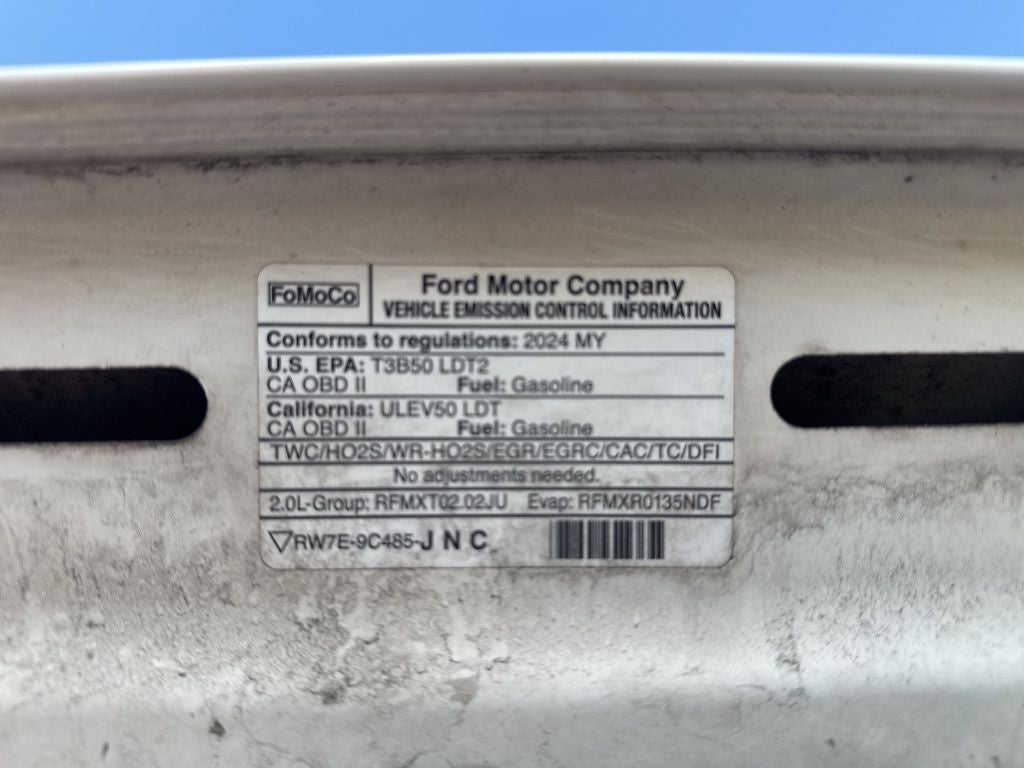 FoMoCo
Ford Motor Company
VEHICLE EMISSION CONTROL INFORMATION
Conforms to regulations: 2024 MY
U.S. EPA: T3B50 LDT2
CA OBD II Fuel: Gasoline
California: ULEV50 LDT
CA OBD II Fuel: Gasoline
TWC/HO2S/WR-HO2S/EGR/EGRC/CAC/TC/DFI
No adjustments needed.
2.0L-Group: RFMXT02.02JU Evap: RFMXR0135NDF
RW7E-9C485-J N C